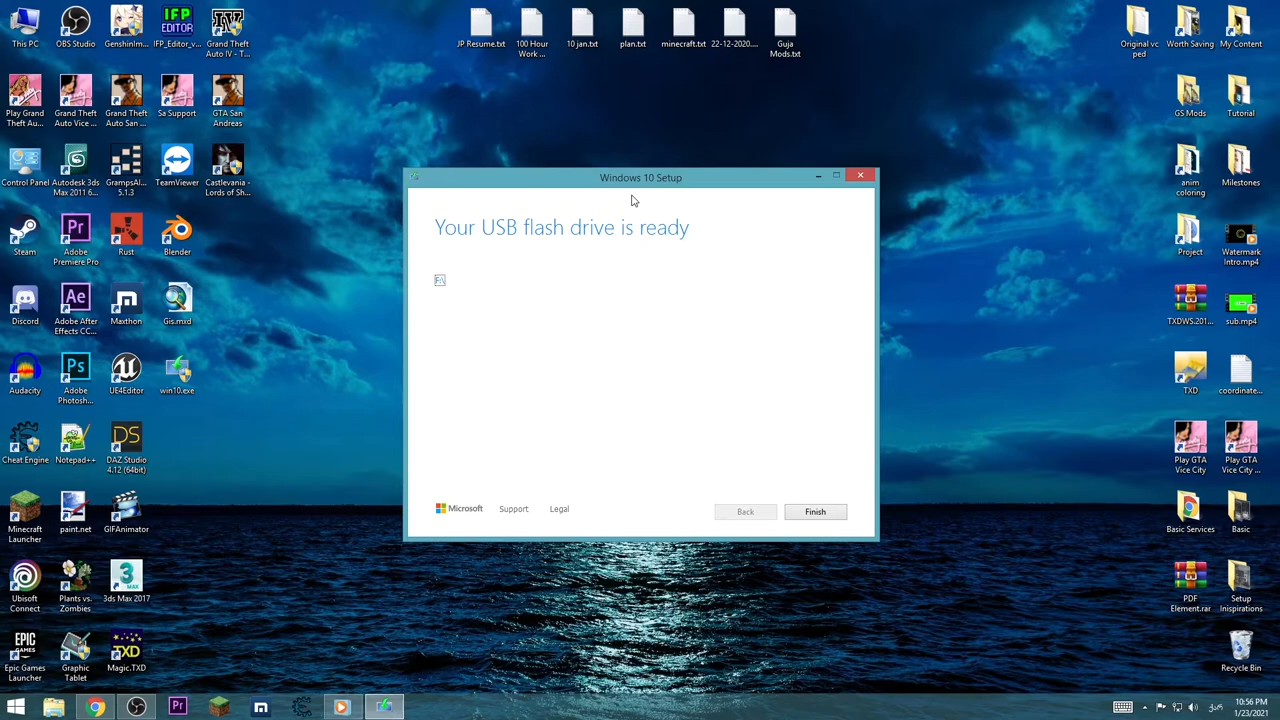 This PC
OBS Studio
GenshinIm...
IFP_Editor_v...
Grand Theft
Auto IV - T...
JP Resume.txt
100 Hour
Work ...
10 jan.txt
plan.txt
minecraft.txt
22-12-2020....
Guja
Mods.txt
Original vc
ped
Worth Saving
My Content
Play Grand
Theft Au...
Grand Theft
Auto Vice ...
Grand Theft
Auto San ...
Sa Support
GTA San
Andreas
GS Mods
Tutorial
Control Panel
Autodesk 3ds
Max 2011 6...
GrampsAI...
5.1.3
TeamViewer
Castlevania -
Lords of Sh...
anim
coloring
Milestones
Windows 10 Setup
Your USB flash drive is ready
F:\
Microsoft
Support
Legal
Back
Finish
Steam
Adobe
Premiere Pro
Rust
Blender
Project
Watermark
Intro.mp4
Discord
Adobe After
Effects CC...
Maxthon
Gis.mxd
TXDWS.201...
sub.mp4
Audacity
Adobe
Photosh...
UE4Editor
win10.exe
TXD
coordinate...
Cheat Engine
Notepad++
DAZ Studio
4.12 (64bit)
Play GTA
Vice City
Play GTA
Vice City ...
Minecraft
Launcher
paint.net
GIFAnimator
Basic Services
Basic
Ubisoft
Connect
Plants vs.
Zombies
3ds Max 2017
PDF
Element.rar
Setup
Inispirations
Epic Games
Launcher
Graphic
Tablet
Magic.TXD
Recycle Bin
10:56 PM
1/23/2021